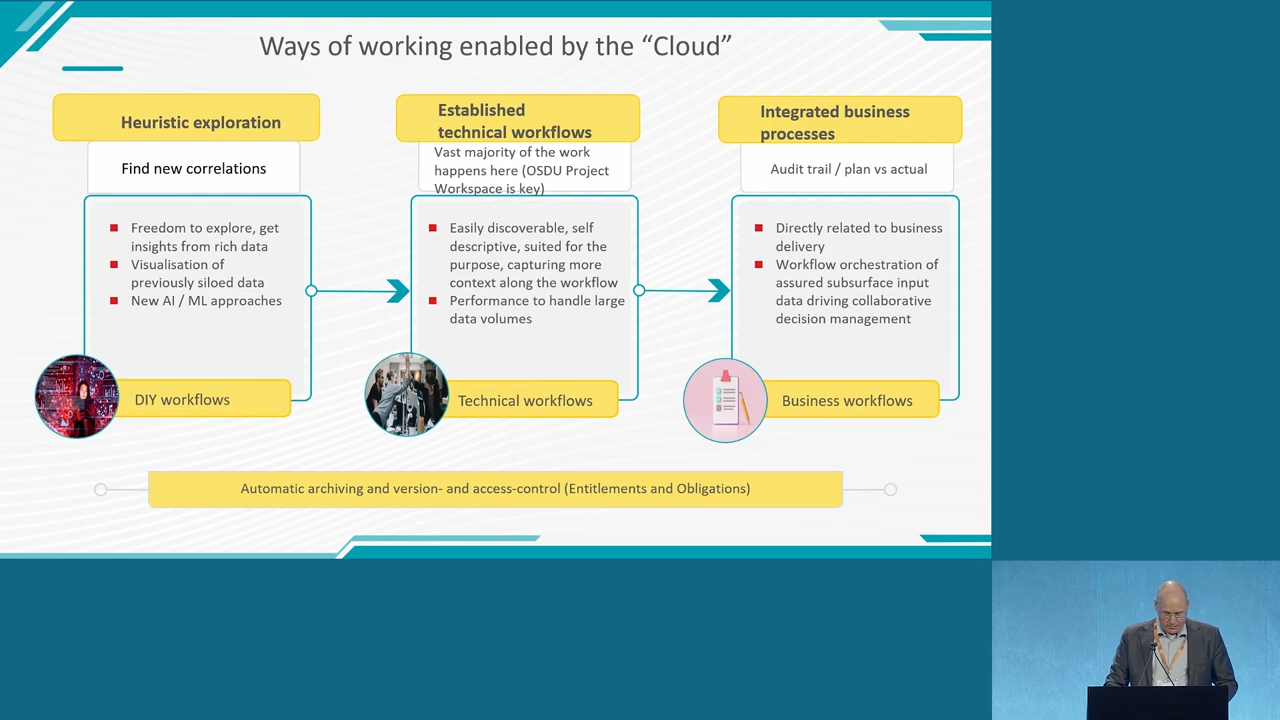 Ways of working enabled by the “Cloud”
Heuristic exploration
Find new correlations
Freedom to explore, get
insights from rich data
Visualisation of
previously siloed data
New AI / ML approaches
DIY workflows
Established
technical workflows
Vast majority of the work
happens here (OSDU Project
Workspace is key)
Easily discoverable, self
descriptive, suited for the
purpose, capturing more
context along the workflow
Performance to handle large
data volumes
Technical workflows
Integrated business
processes
Audit trail / plan vs actual
Directly related to business
delivery
Workflow orchestration of
assured subsurface input
data driving collaborative
decision management
Business workflows
Automatic archiving and version- and access-control (Entitlements and Obligations)